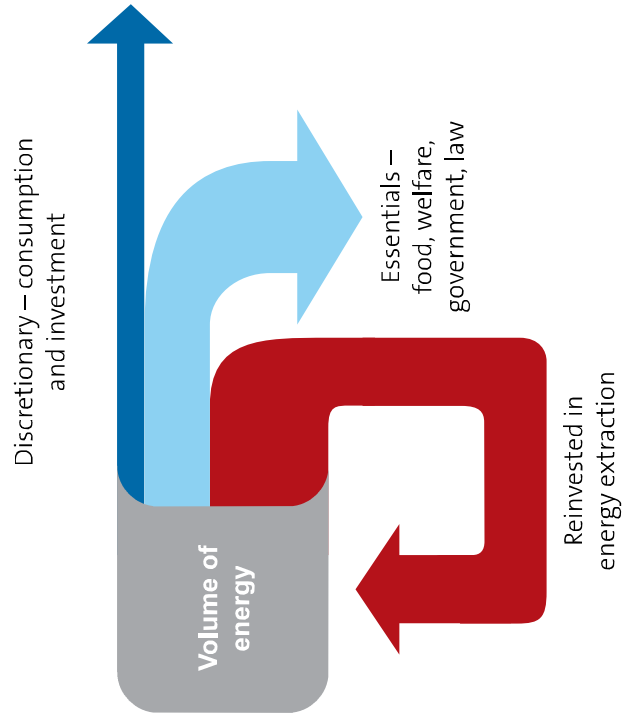 Discretionary – consumption
and investment
Essentials –
food, welfare,
government, law
Volume of
energy
Reinvested in
energy extraction